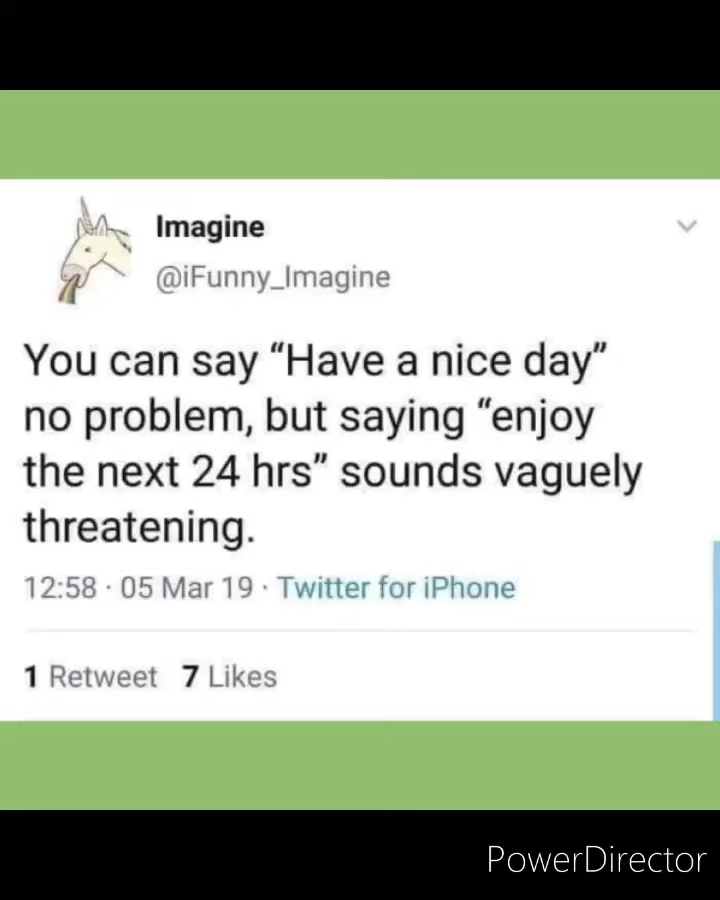 Imagine
@iFunny_Imagine
You can say “Have a nice day”
no problem, but saying “enjoy
the next 24 hrs” sounds vaguely
threatening.
12:58 · 05 Mar 19 · Twitter for iPhone
1 Retweet 7 Likes
PowerDirector